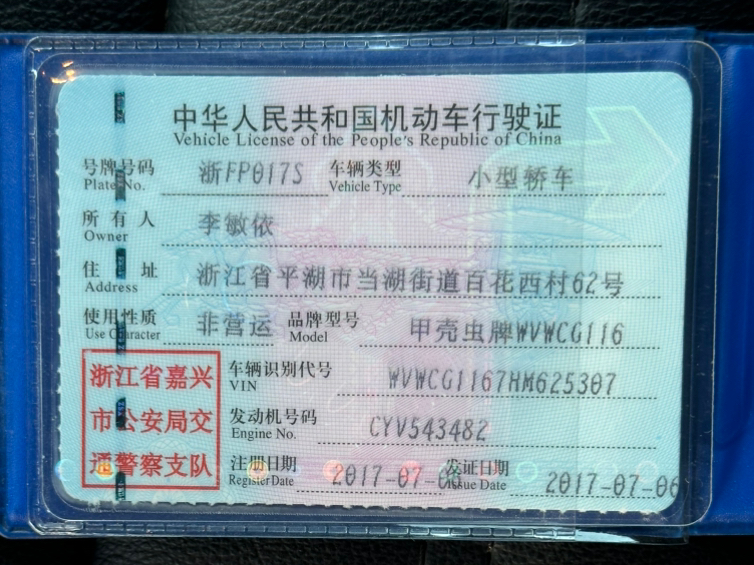 中华人民共和国机动车行驶证
Vehicle License of the People's Republic of China
号牌号码 浙FP017S 车辆类型 小型轿车
Plate No. Vehicle Type
所有人 李敏依
Owner
住址 浙江省平湖市当湖街道百花西村62号
Address
使用性质 非营运 品牌型号 甲壳虫牌WVWCG116
Use Character Model
浙江省嘉兴
市公安局交
通警察支队
车辆识别代号 WVWCG1167HM625307
VIN
发动机号码 CYV543482
Engine No.
注册日期 2017-07-06 发证日期 2017-07-06
Register Date Issue Date